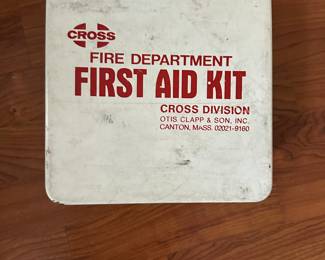 CROSS
FIRE DEPARTMENT
FIRST AID KIT
CROSS DIVISION
OTIS CLAPP & SON, INC.
CANTON, MASS. 02021-9160